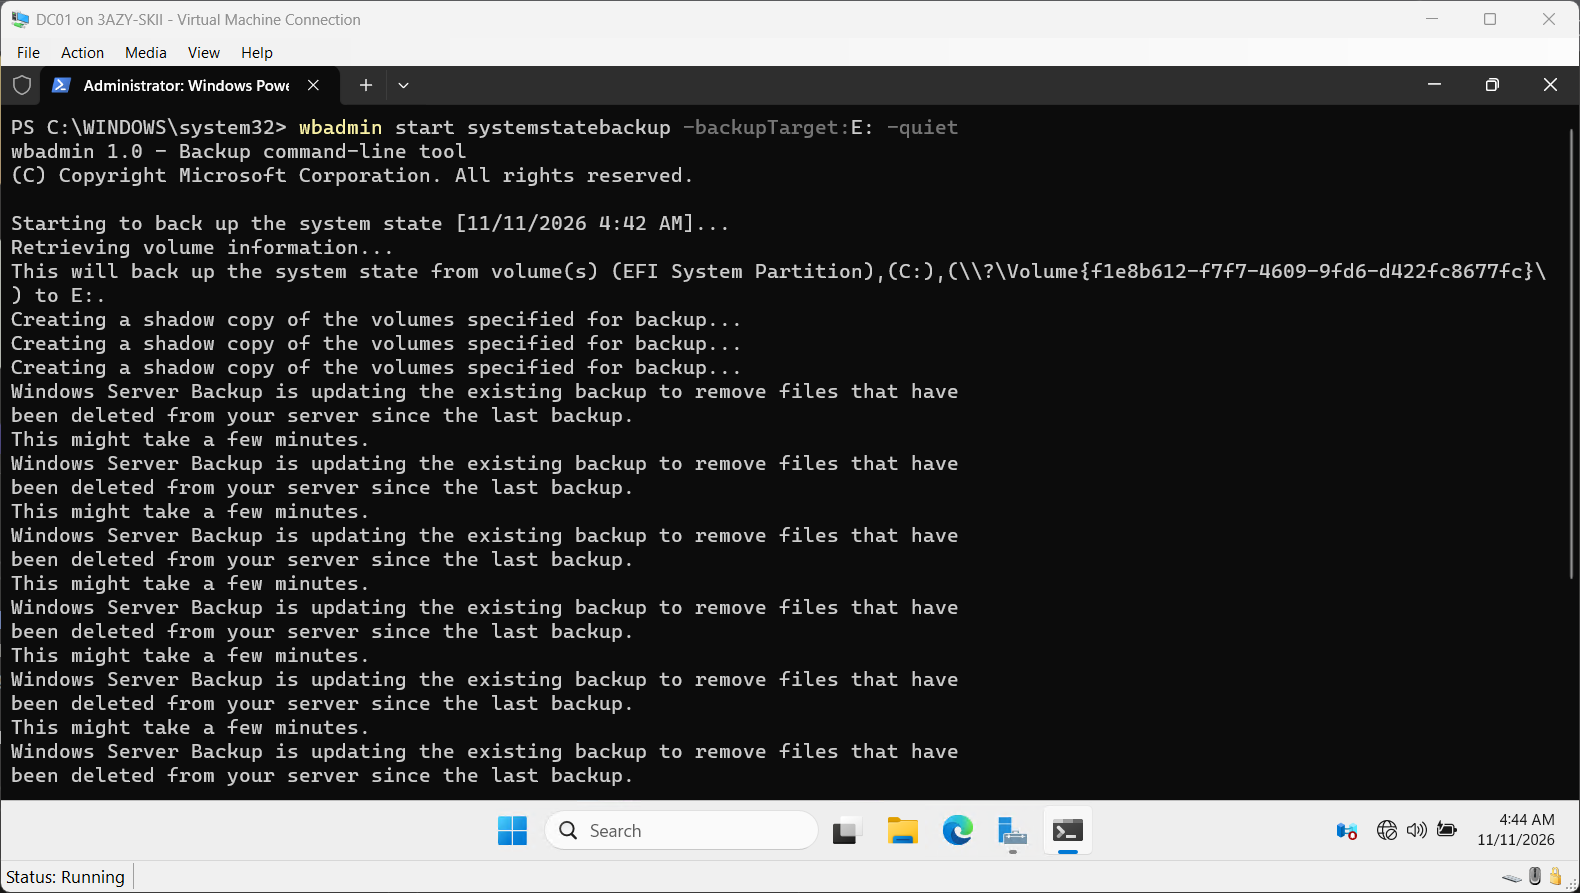 DC01 on 3AZY-SKII - Virtual Machine Connection
File Action Media View Help
Administrator: Windows Powe
PS C:\WINDOWS\system32> wbadmin start systemstatebackup -backupTarget:E: -quiet
wbadmin 1.0 - Backup command-line tool
(C) Copyright Microsoft Corporation. All rights reserved.
Starting to back up the system state [11/11/2026 4:42 AM]...
Retrieving volume information...
This will back up the system state from volume(s) (EFI System Partition),(C:),(\\?\Volume{f1e8b612-f7f7-4609-9fd6-d422fc8677fc}\
) to E:.
Creating a shadow copy of the volumes specified for backup...
Creating a shadow copy of the volumes specified for backup...
Creating a shadow copy of the volumes specified for backup...
Windows Server Backup is updating the existing backup to remove files that have
been deleted from your server since the last backup.
This might take a few minutes.
Windows Server Backup is updating the existing backup to remove files that have
been deleted from your server since the last backup.
This might take a few minutes.
Windows Server Backup is updating the existing backup to remove files that have
been deleted from your server since the last backup.
This might take a few minutes.
Windows Server Backup is updating the existing backup to remove files that have
been deleted from your server since the last backup.
This might take a few minutes.
Windows Server Backup is updating the existing backup to remove files that have
been deleted from your server since the last backup.
This might take a few minutes.
Windows Server Backup is updating the existing backup to remove files that have
been deleted from your server since the last backup.
Search
4:44 AM
11/11/2026
Status: Running